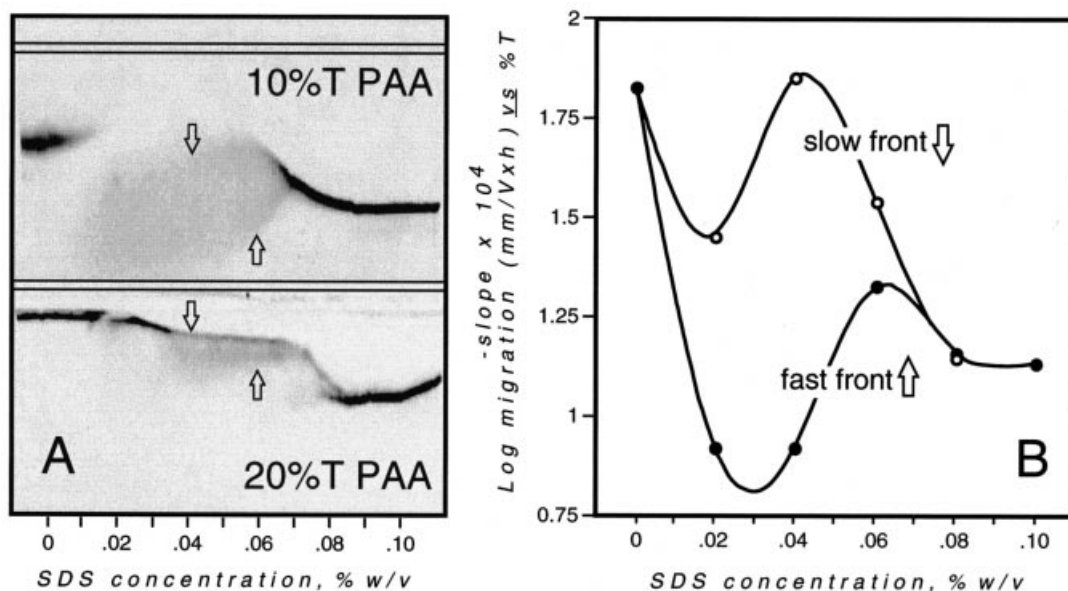 10%T PAA
A
20%T PAA
0 .02 .04 .06 .08 .10
SDS concentration, % w/v
-slope x 10⁴
Log migration (mm/Vxh) vs %T
2
1.75
1.5
1.25
1
0.75
slow front
fast front
B
0 .02 .04 .06 .08 .10
SDS concentration, % w/v